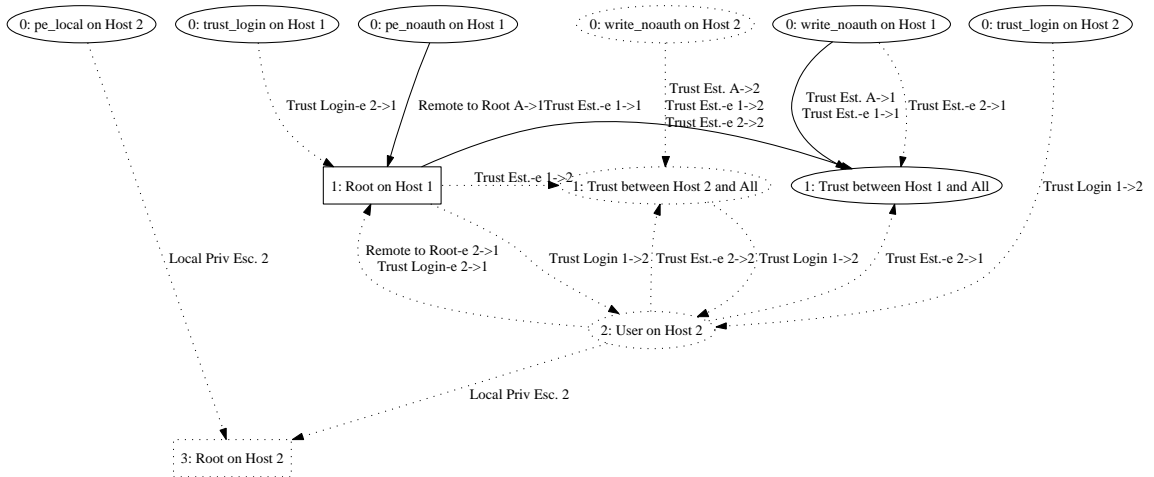 0: pe_local on Host 2
0: trust_login on Host 1
0: pe_noauth on Host 1
0: write_noauth on Host 2
0: write_noauth on Host 1
0: trust_login on Host 2
Trust Login-e 2->1
Remote to Root A->1
Trust Est.-e 1->1
Trust Est. A->2
Trust Est.-e 1->2
Trust Est.-e 2->2
Trust Est. A->1
Trust Est.-e 1->1
Trust Est.-e 2->1
1: Root on Host 1
Trust Est.-e 1->2
1: Trust between Host 2 and All
1: Trust between Host 1 and All
Trust Login 1->2
Local Priv Esc. 2
Remote to Root-e 2->1
Trust Login-e 2->1
Trust Login 1->2
Trust Est.-e 2->2
Trust Login 1->2
Trust Est.-e 2->1
2: User on Host 2
Local Priv Esc. 2
3: Root on Host 2